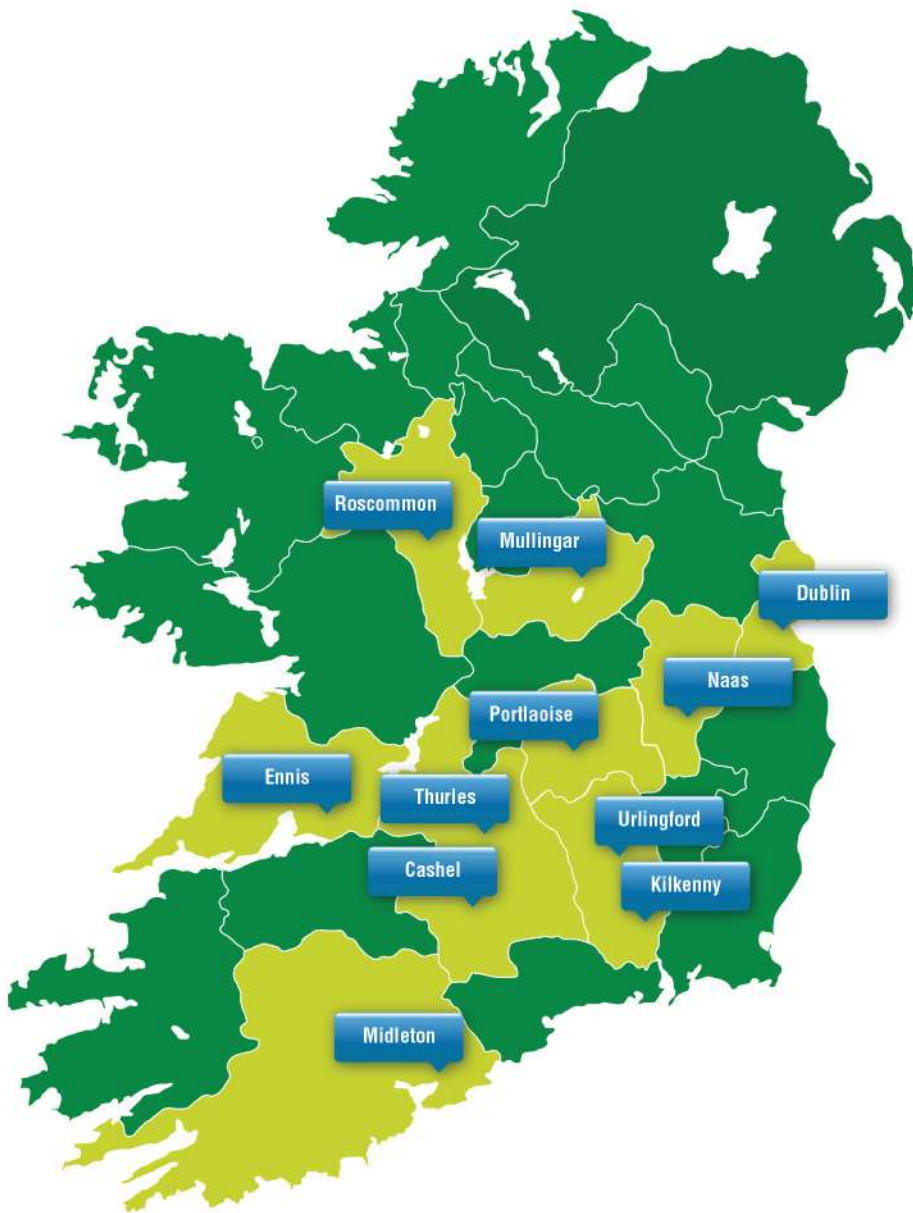 Roscommon
Mullingar
Dublin
Naas
Portlaoise
Ennis
Thurles
Urlingford
Cashel
Kilkenny
Midleton